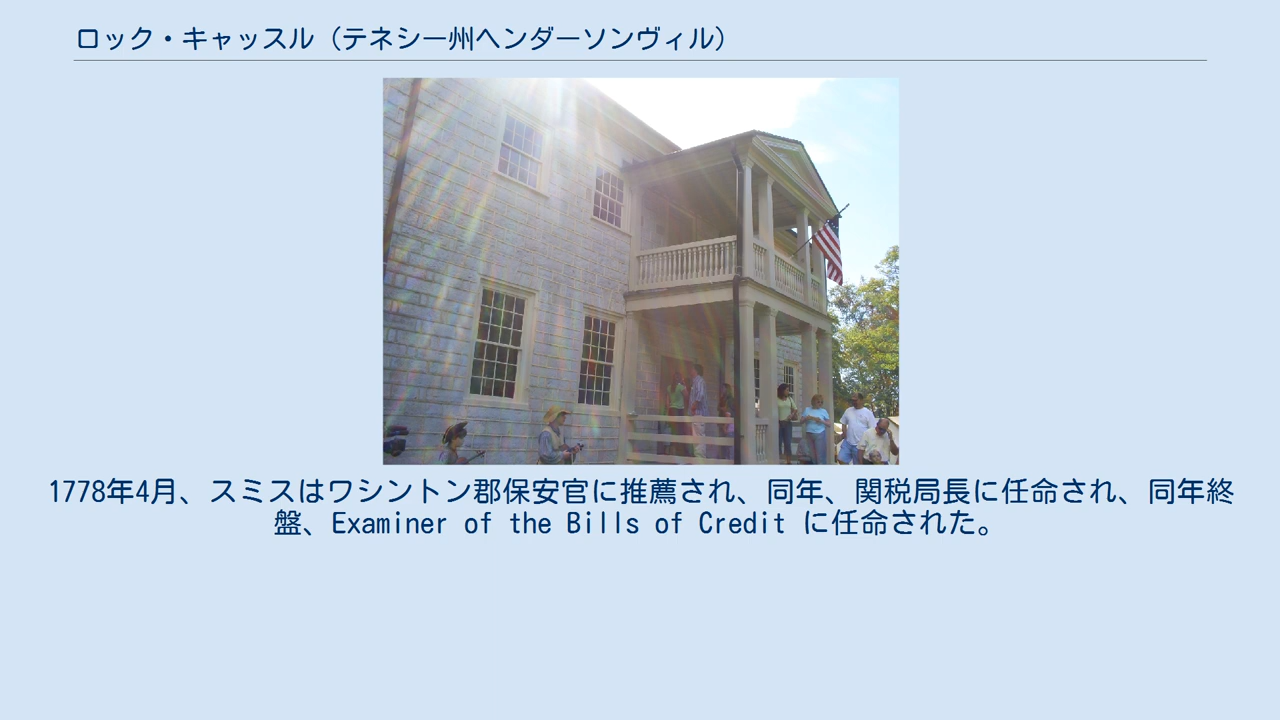 ロック・キャッスル（テネシー州ヘンダーソンヴィル）
1778年4月、スミスはワシントン郡保安官に推薦され、同年、関税局長に任命され、同年終
盤、Examiner of the Bills of Credit に任命された。